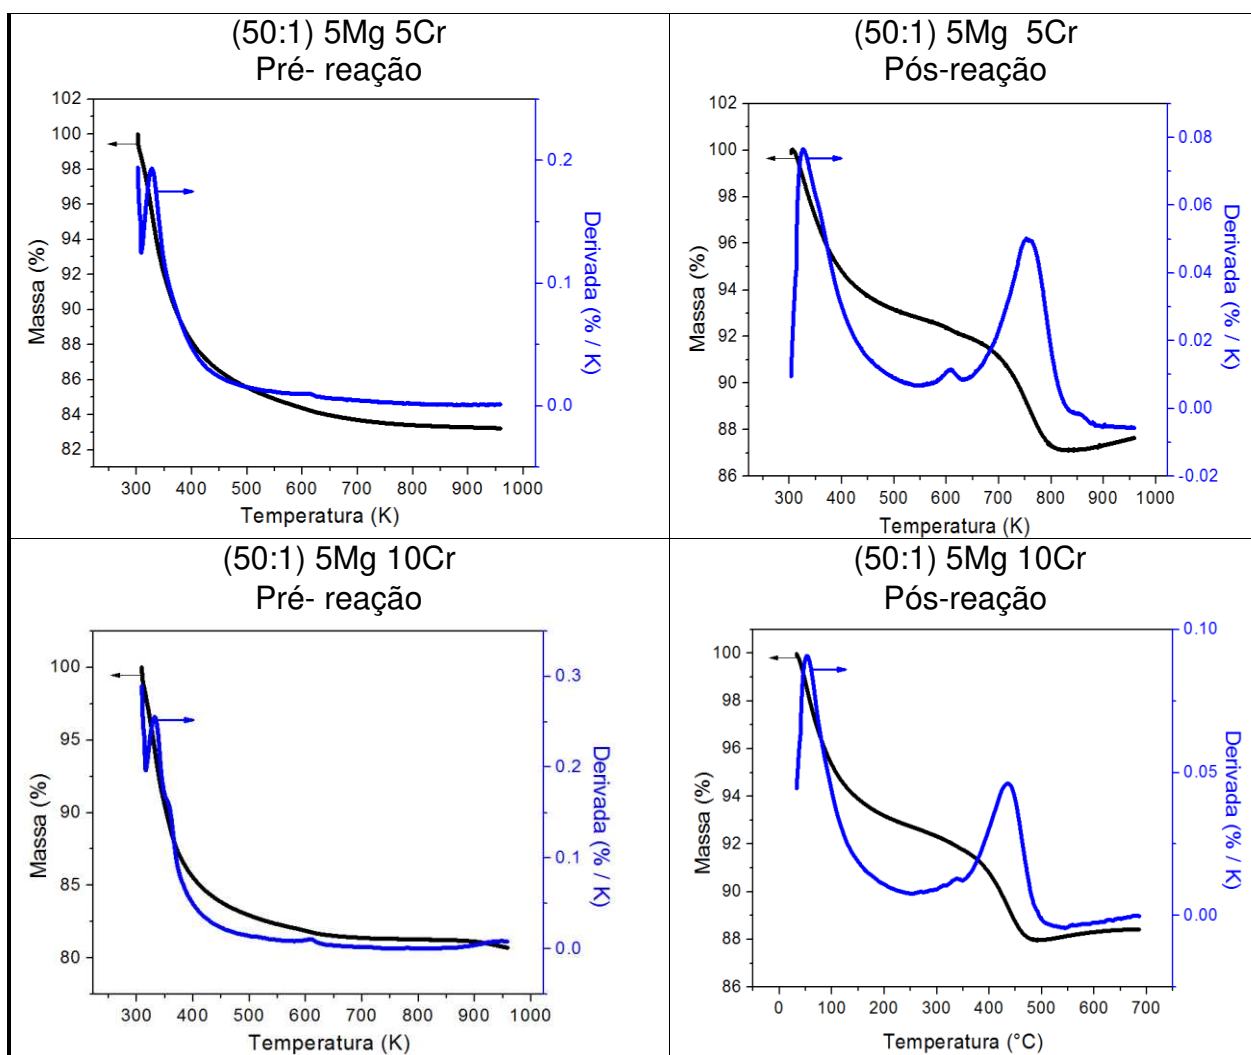 (50:1) 5Mg 5Cr
Pré- reação
102
100
98
96
94
92
90
88
86
84
82
Massa (%)
0.2
0.1
0.0
Derivada (% / K)
300 400 500 600 700 800 900 1000
Temperatura (K)
(50:1) 5Mg 5Cr
Pós-reação
102
100
98
96
94
92
90
88
86
Massa (%)
0.08
0.06
0.04
0.02
0.00
-0.02
Derivada (% / K)
300 400 500 600 700 800 900 1000
Temperatura (K)
(50:1) 5Mg 10Cr
Pré- reação
100
95
90
85
80
Massa (%)
0.3
0.2
0.1
0.0
Derivada (% / K)
300 400 500 600 700 800 900 1000
Temperatura (K)
(50:1) 5Mg 10Cr
Pós-reação
100
98
96
94
92
90
88
86
Massa (%)
0.10
0.05
0.00
Derivada (% / K)
0 100 200 300 400 500 600 700
Temperatura (°C)